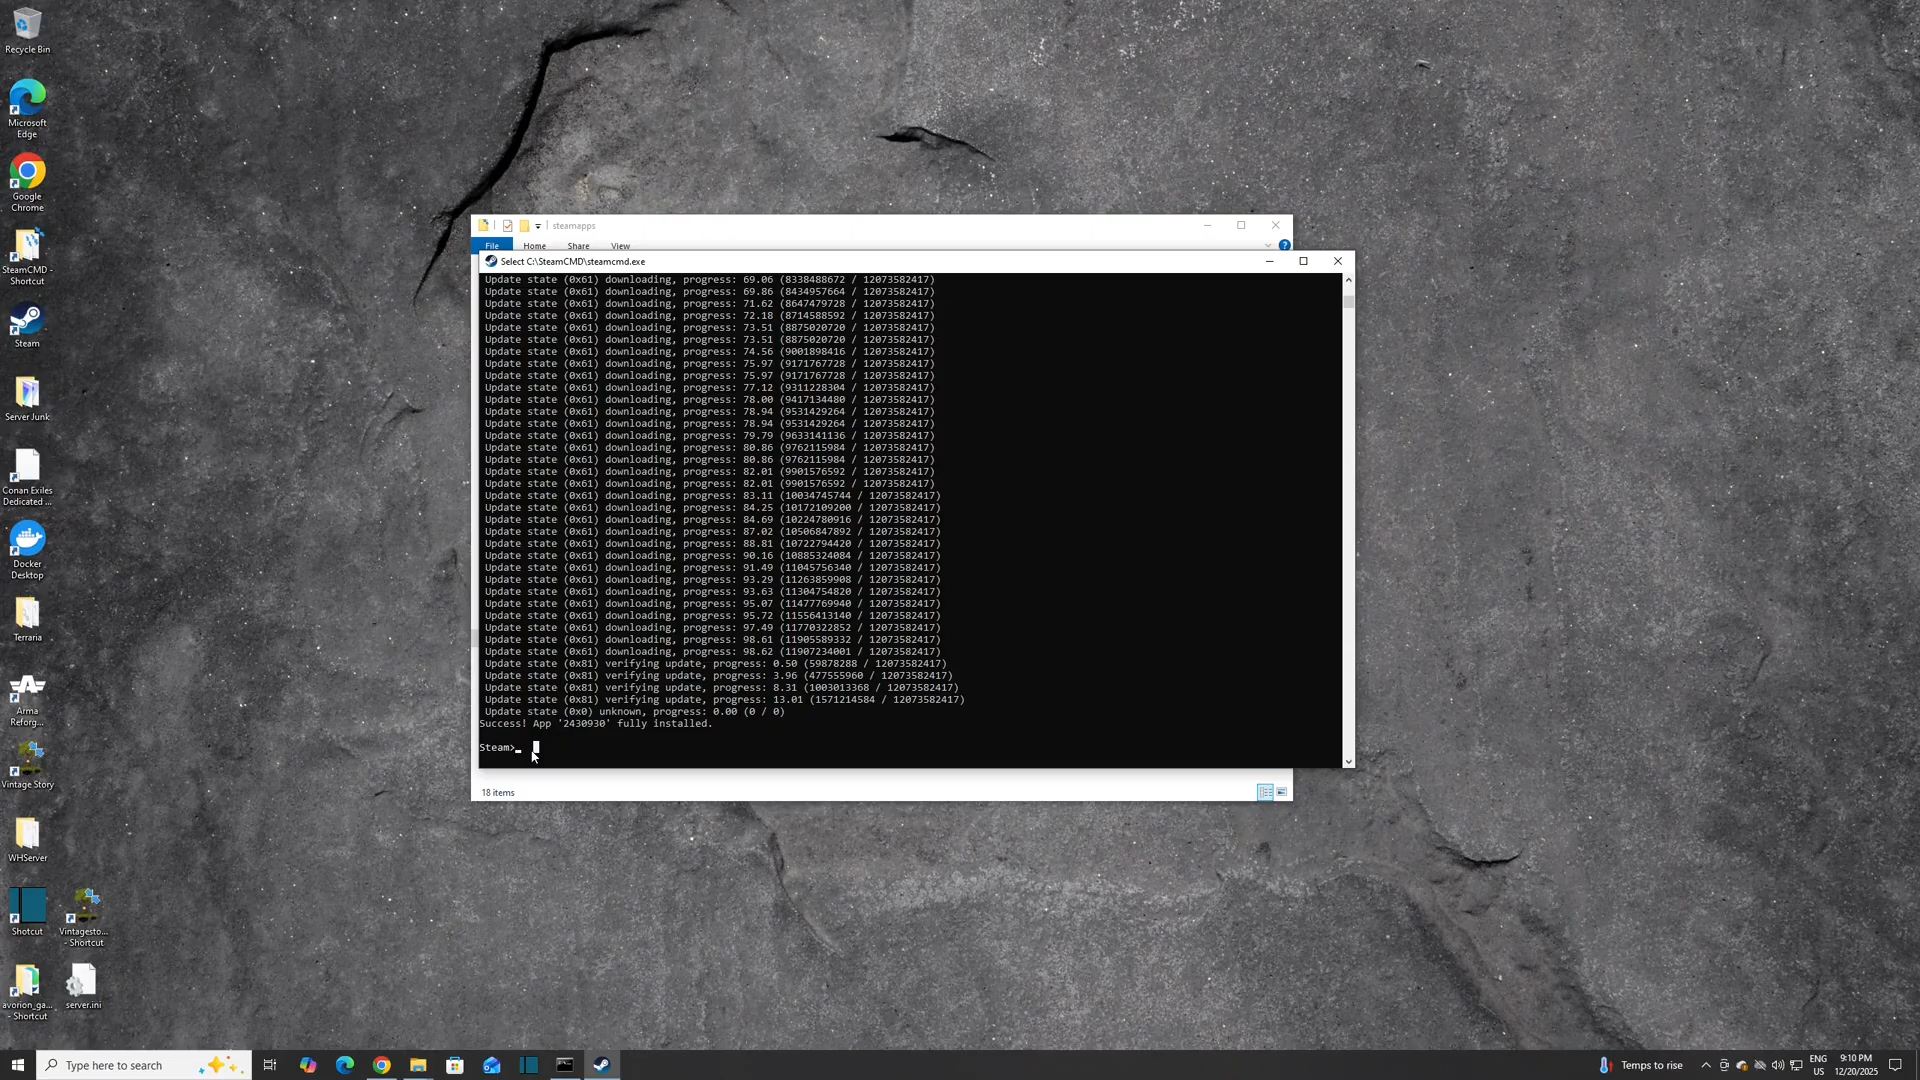 Recycle Bin
Microsoft
Edge
Google
Chrome
SteamCMD -
Shortcut
Steam
Server Junk
Conan Exiles
Dedicated ...
Docker
Desktop
Terraria
Arma
Reforg...
Vintage Story
WHServer
Shotcut
Vintagesto...
- Shortcut
avorion_ga...
- Shortcut
server.ini
steamapps
File Home Share View
Select C:\SteamCMD\steamcmd.exe
Update state (0x61) downloading, progress: 69.06 (8338488672 / 12073582417)
Update state (0x61) downloading, progress: 69.86 (8434957664 / 12073582417)
Update state (0x61) downloading, progress: 71.62 (8647479728 / 12073582417)
Update state (0x61) downloading, progress: 72.18 (8714588592 / 12073582417)
Update state (0x61) downloading, progress: 73.51 (8875020720 / 12073582417)
Update state (0x61) downloading, progress: 73.51 (8875020720 / 12073582417)
Update state (0x61) downloading, progress: 74.56 (9001898416 / 12073582417)
Update state (0x61) downloading, progress: 75.97 (9171767728 / 12073582417)
Update state (0x61) downloading, progress: 75.97 (9171767728 / 12073582417)
Update state (0x61) downloading, progress: 77.12 (9311228304 / 12073582417)
Update state (0x61) downloading, progress: 78.00 (9417134480 / 12073582417)
Update state (0x61) downloading, progress: 78.94 (9531429264 / 12073582417)
Update state (0x61) downloading, progress: 78.94 (9531429264 / 12073582417)
Update state (0x61) downloading, progress: 79.79 (9633141136 / 12073582417)
Update state (0x61) downloading, progress: 80.86 (9762115984 / 12073582417)
Update state (0x61) downloading, progress: 80.86 (9762115984 / 12073582417)
Update state (0x61) downloading, progress: 82.01 (9901576592 / 12073582417)
Update state (0x61) downloading, progress: 82.01 (9901576592 / 12073582417)
Update state (0x61) downloading, progress: 83.11 (10034745744 / 12073582417)
Update state (0x61) downloading, progress: 84.25 (10172109200 / 12073582417)
Update state (0x61) downloading, progress: 84.69 (10224780916 / 12073582417)
Update state (0x61) downloading, progress: 87.02 (10506847892 / 12073582417)
Update state (0x61) downloading, progress: 88.81 (10722794420 / 12073582417)
Update state (0x61) downloading, progress: 90.16 (10885324084 / 12073582417)
Update state (0x61) downloading, progress: 91.49 (11045756340 / 12073582417)
Update state (0x61) downloading, progress: 93.29 (11263859908 / 12073582417)
Update state (0x61) downloading, progress: 93.63 (11304754820 / 12073582417)
Update state (0x61) downloading, progress: 95.07 (11477769940 / 12073582417)
Update state (0x61) downloading, progress: 95.72 (11556413140 / 12073582417)
Update state (0x61) downloading, progress: 97.49 (11770322852 / 12073582417)
Update state (0x61) downloading, progress: 98.61 (11905589332 / 12073582417)
Update state (0x61) downloading, progress: 98.62 (11907234001 / 12073582417)
Update state (0x81) verifying update, progress: 0.50 (59878288 / 12073582417)
Update state (0x81) verifying update, progress: 3.96 (477555960 / 12073582417)
Update state (0x81) verifying update, progress: 8.31 (1003013368 / 12073582417)
Update state (0x81) verifying update, progress: 13.01 (1571214584 / 12073582417)
Update state (0x0) unknown, progress: 0.00 (0 / 0)
Success! App '2430930' fully installed.
Steam>_
18 items
Type here to search
Temps to rise
ENG
US
9:10 PM
12/20/2025